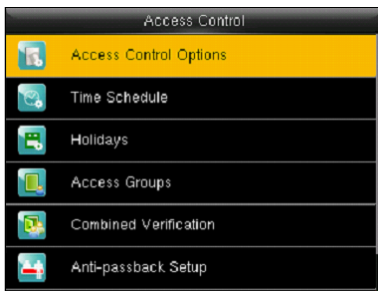 Access Control
Access Control Options
Time Schedule
Holidays
Access Groups
Combined Verification
Anti-passback Setup